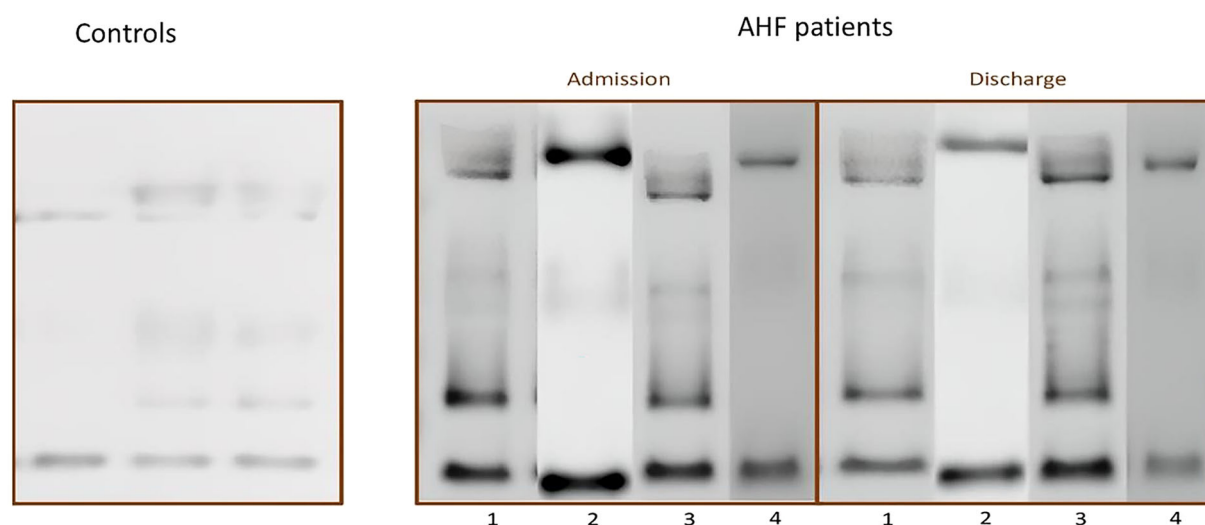 Controls
AHF patients
Admission
Discharge
1 2 3 4 1 2 3 4